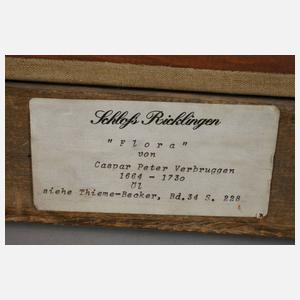 Schloß Ricklingen
"Flora"
von
Caspar Peter Verbruggen
1664 - 1730
Öl
siehe Thieme-Becker, Bd.34 S. 228